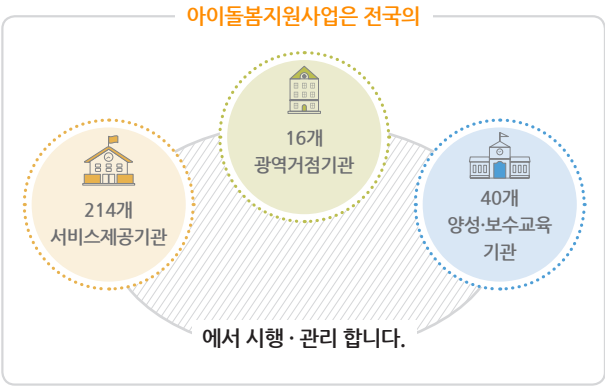 아이돌봄지원사업은 전국의
16개
광역거점기관
214개
서비스제공기관
40개
양성·보수교육
기관
에서 시행 · 관리 합니다.